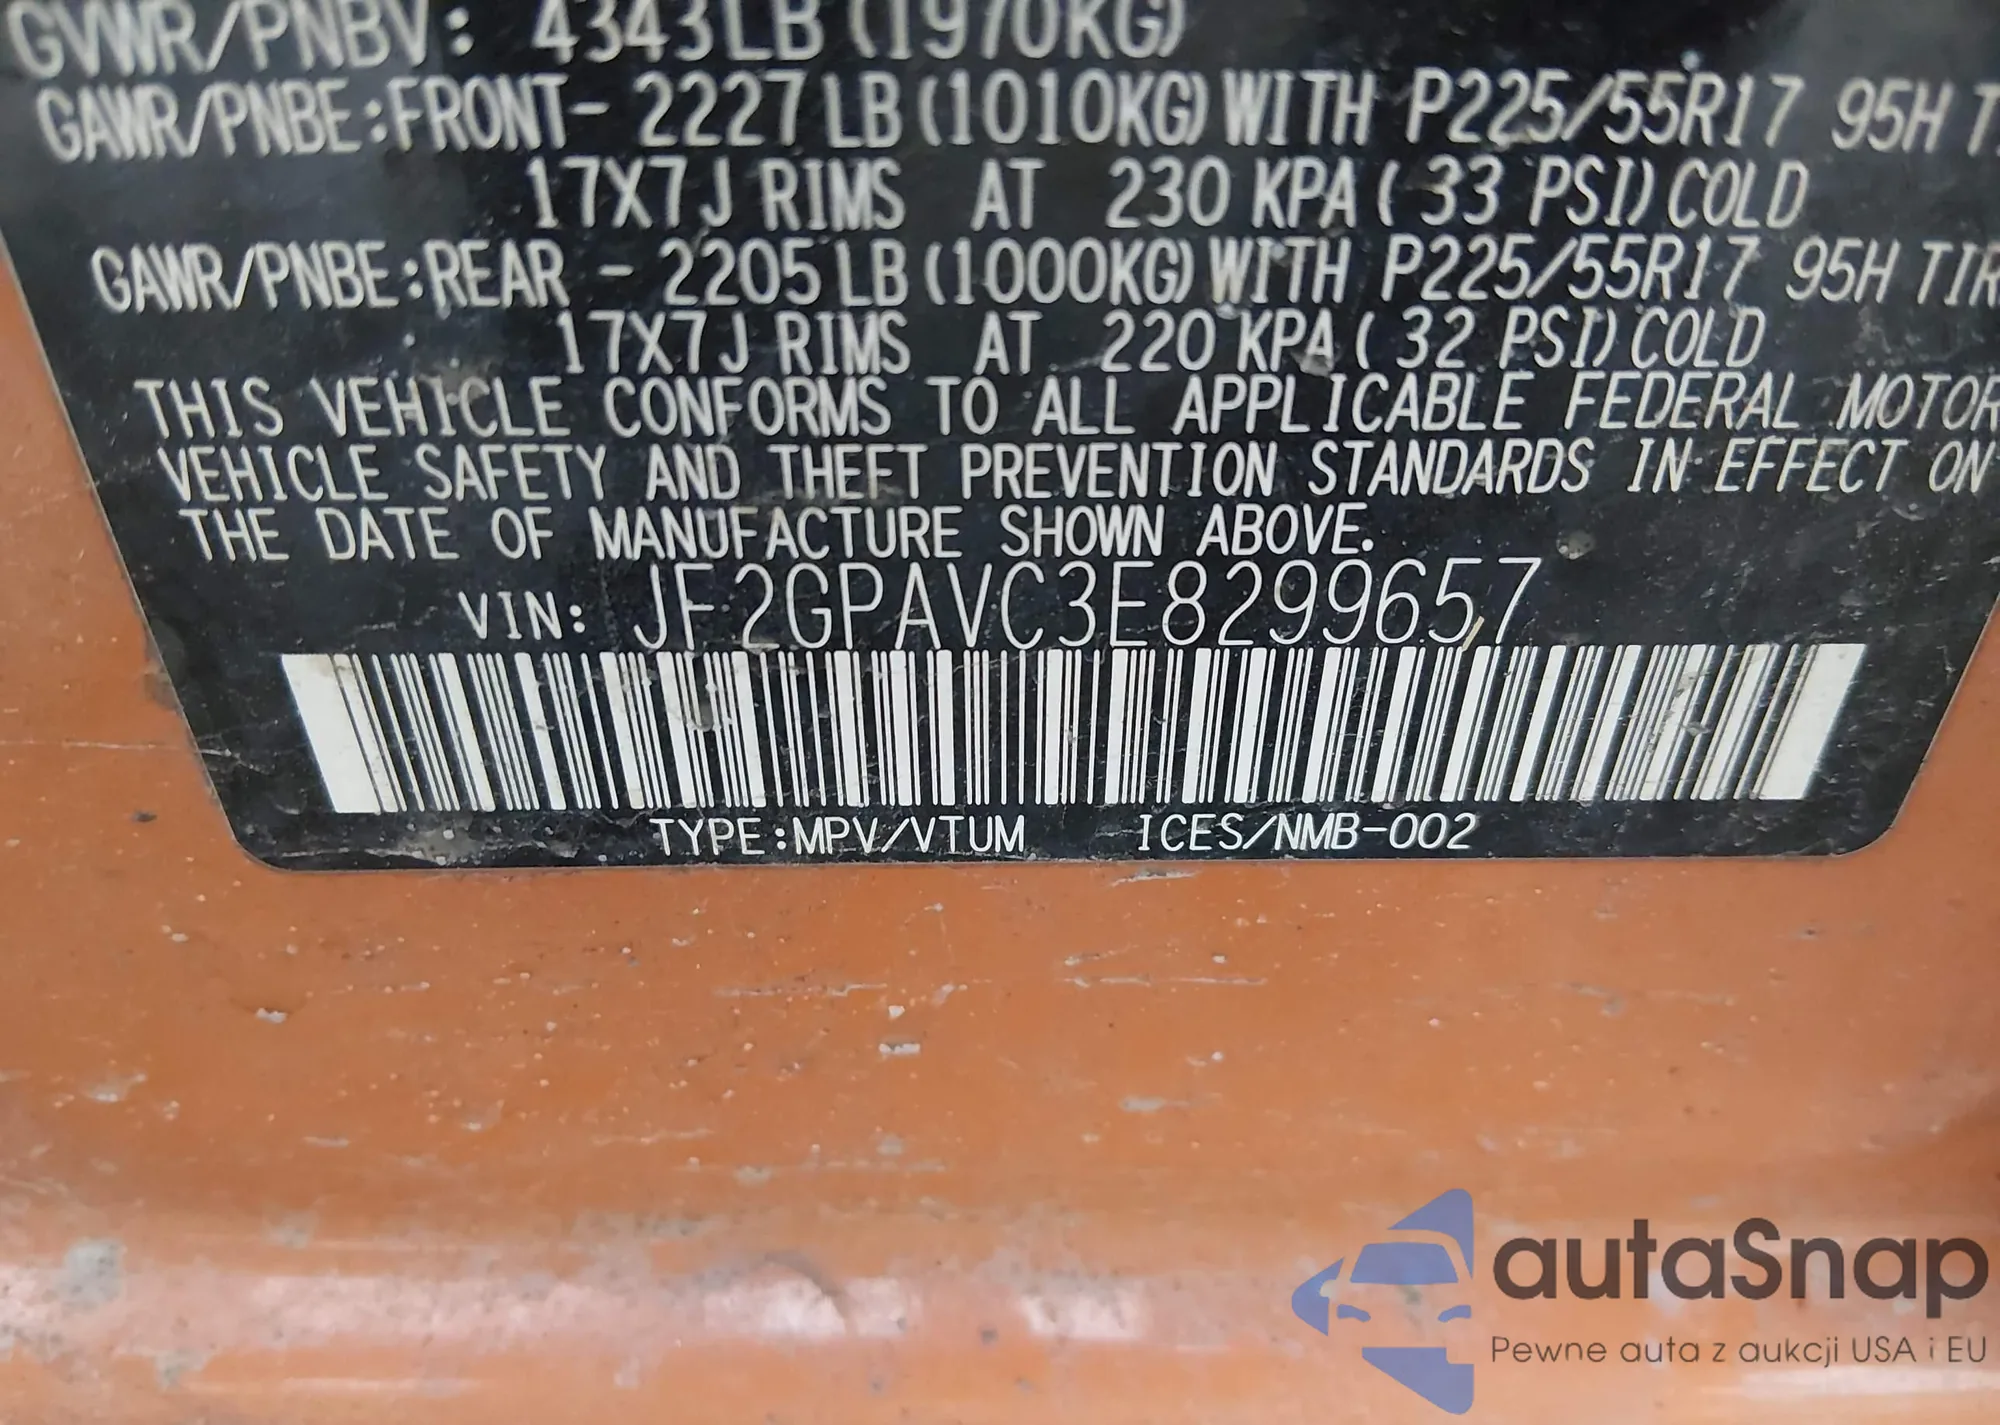 GVWR/PNBV: 4343LB (1970KG)
GAWR/PNBE:FRONT- 2227 LB (1010KG) WITH P225/55R17 95H
17X7J RIMS AT 230 KPA ( 33 PSI) COLD
GAWR/PNBE:REAR - 2205 LB (1000KG) WITH P225/55R17 95H TIR
17X7J RIMS AT 220 KPA ( 32 PSI) COLD
THIS VEHICLE CONFORMS TO ALL APPLICABLE FEDERAL MOTOR
VEHICLE SAFETY AND THEFT PREVENTION STANDARDS IN EFFECT ON
THE DATE OF MANUFACTURE SHOWN ABOVE.
VIN: JF2GPAVC3E8299657
TYPE:MPV/VTUM ICES/NMB-002
autaSnap
Pewne auta z aukcji USA i EU